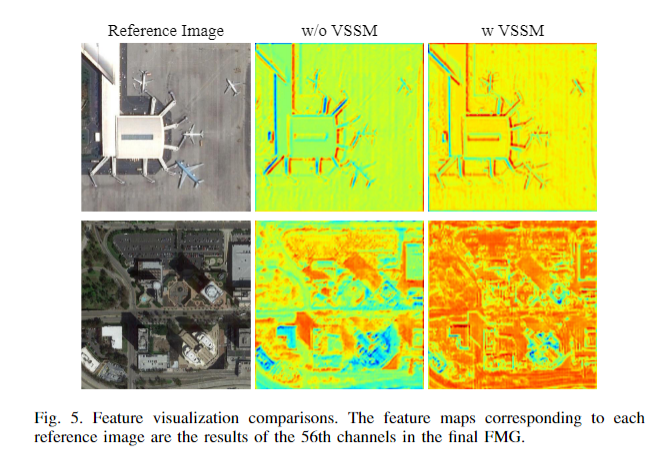 Reference Image
w/o VSSM
w VSSM
Fig. 5. Feature visualization comparisons. The feature maps corresponding to each
reference image are the results of the 56th channels in the final FMG.